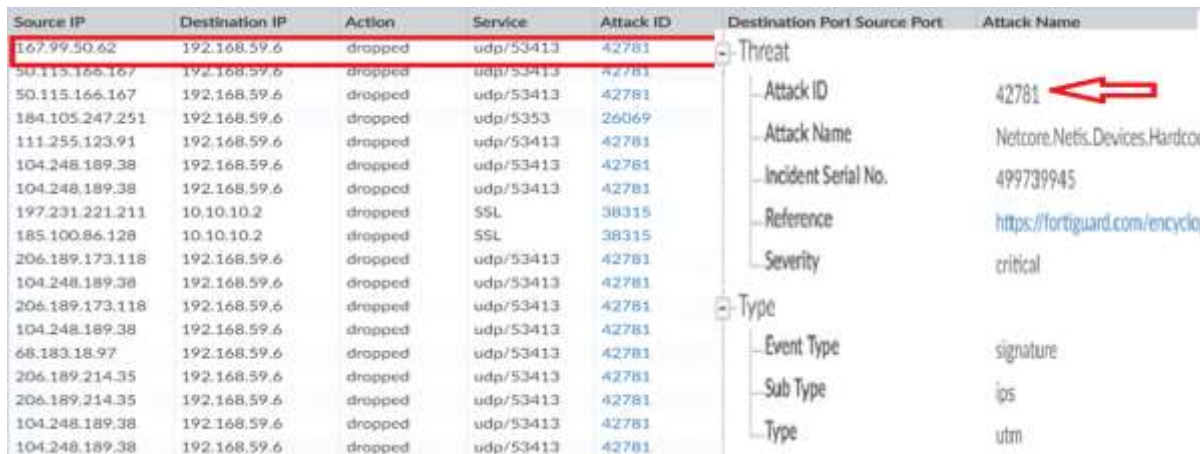 Source IP Destination IP Action Service Attack ID Destination Port Source Port Attack Name
167.99.50.62 192.168.59.6 dropped udp/53413 42781
50.115.166.167 192.168.59.6 dropped udp/53413 42781
50.115.166.167 192.168.59.6 dropped udp/53413 42781
184.105.247.251 192.168.59.6 dropped udp/5353 26069
111.255.123.91 192.168.59.6 dropped udp/53413 42781
104.248.189.38 192.168.59.6 dropped udp/53413 42781
104.248.189.38 192.168.59.6 dropped udp/53413 42781
197.231.221.211 10.10.10.2 dropped SSL 38315
185.100.86.128 10.10.10.2 dropped SSL 38315
206.189.173.118 192.168.59.6 dropped udp/53413 42781
104.248.189.38 192.168.59.6 dropped udp/53413 42781
206.189.173.118 192.168.59.6 dropped udp/53413 42781
104.248.189.38 192.168.59.6 dropped udp/53413 42781
68.183.18.97 192.168.59.6 dropped udp/53413 42781
206.189.214.35 192.168.59.6 dropped udp/53413 42781
206.189.214.35 192.168.59.6 dropped udp/53413 42781
104.248.189.38 192.168.59.6 dropped udp/53413 42781
104.248.189.38 192.168.59.6 dropped udp/53413 42781
Threat
Attack ID 42781
Attack Name Netcore.Netis.Devices.Hardco
Incident Serial No. 499739945
Reference https://fortiguard.com/encyclo
Severity critical
Type
Event Type signature
Sub Type ips
Type utm